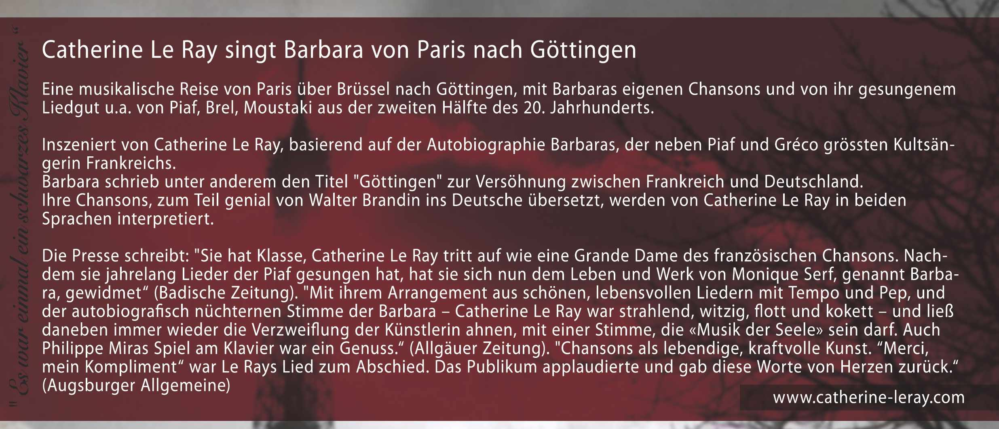 "Es war einmal ein schwarzes Klavier“
Catherine Le Ray singt Barbara von Paris nach Göttingen
Eine musikalische Reise von Paris über Brüssel nach Göttingen, mit Barbaras eigenen Chansons und von ihr gesungenem
Liedgut u.a. von Piaf, Brel, Moustaki aus der zweiten Hälfte des 20. Jahrhunderts.
Inszeniert von Catherine Le Ray, basierend auf der Autobiographie Barbaras, der neben Piaf und Gréco grössten Kultsän-
gerin Frankreichs.
Barbara schrieb unter anderem den Titel "Göttingen" zur Versöhnung zwischen Frankreich und Deutschland.
Ihre Chansons, zum Teil genial von Walter Brandin ins Deutsche übersetzt, werden von Catherine Le Ray in beiden
Sprachen interpretiert.
Die Presse schreibt: "Sie hat Klasse, Catherine Le Ray tritt auf wie eine Grande Dame des französischen Chansons. Nach-
dem sie jahrelang Lieder der Piaf gesungen hat, hat sie sich nun dem Leben und Werk von Monique Serf, genannt Barba-
ra, gewidmet“ (Badische Zeitung). "Mit ihrem Arrangement aus schönen, lebensvollen Liedern mit Tempo und Pep, und
der autobiografisch nüchternen Stimme der Barbara – Catherine Le Ray war strahlend, witzig, flott und kokett – und ließ
daneben immer wieder die Verzweiflung der Künstlerin ahnen, mit einer Stimme, die «Musik der Seele» sein darf. Auch
Philippe Miras Spiel am Klavier war ein Genuss.“ (Allgäuer Zeitung). "Chansons als lebendige, kraftvolle Kunst. “Merci,
mein Kompliment“ war Le Rays Lied zum Abschied. Das Publikum applaudierte und gab diese Worte von Herzen zurück.“
(Augsburger Allgemeine)
www.catherine-leray.com